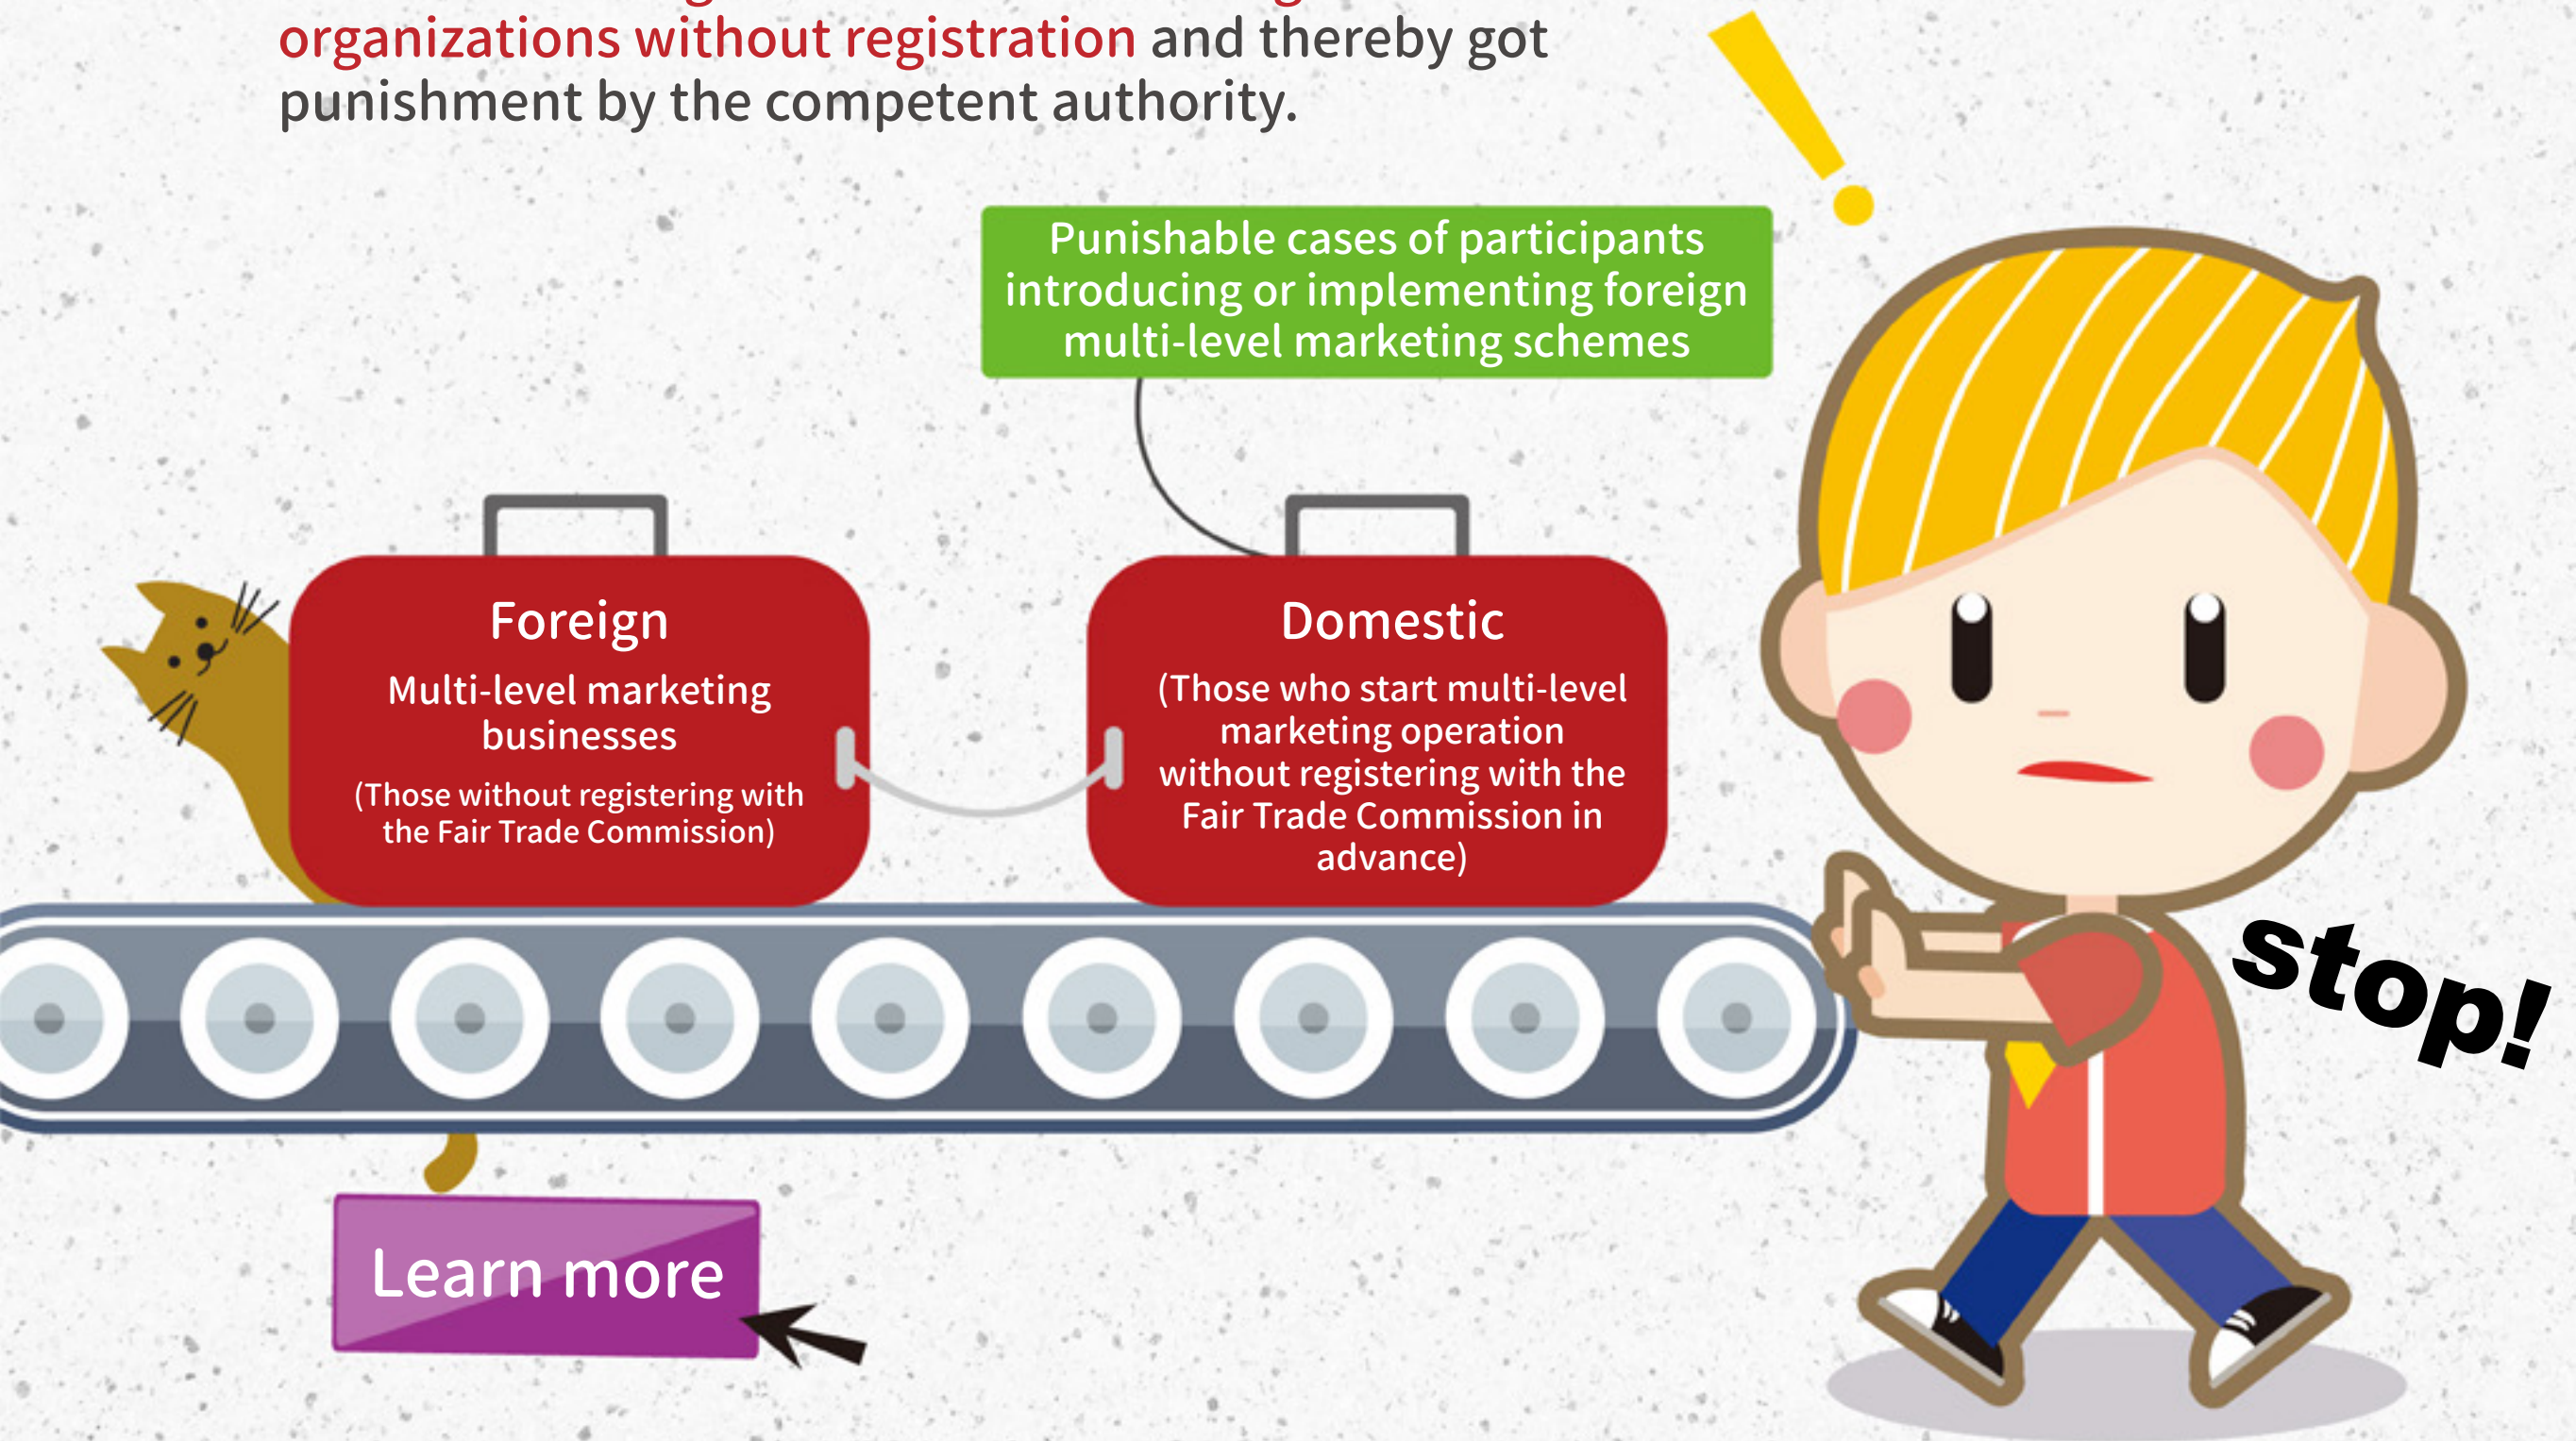 organizations without registration and thereby got
punishment by the competent authority.
Punishable cases of participants
introducing or implementing foreign
multi-level marketing schemes
Foreign
Multi-level marketing
businesses
(Those without registering with
the Fair Trade Commission)
Domestic
(Those who start multi-level
marketing operation
without registering with the
Fair Trade Commission in
advance)
stop!
Learn more